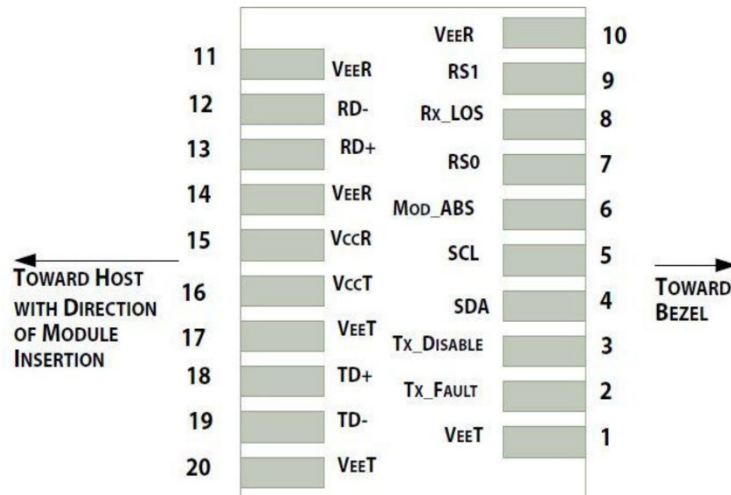 VEER 10
11 VEER
RS1 9
12 RD-
RX_LOS 8
13 RD+
RS0 7
14 VEER
MOD_ABS 6
15 VCCR
SCL 5
TOWARD HOST
WITH DIRECTION
OF MODULE
INSERTION
TOWARD
BEZEL
16 VCCT
SDA 4
17 VEET
TX_DISABLE 3
18 TD+
TX_FAULT 2
19 TD-
VEET 1
20 VEET